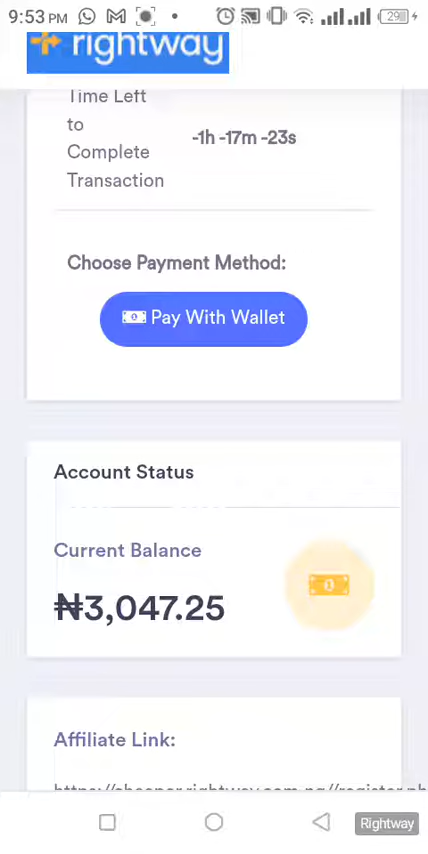 9:53 PM
29
rightway
Time Left
to
Complete
Transaction
-1h -17m -23s
Choose Payment Method:
Pay With Wallet
Account Status
Current Balance
₦3,047.25
Affiliate Link:
Rightway